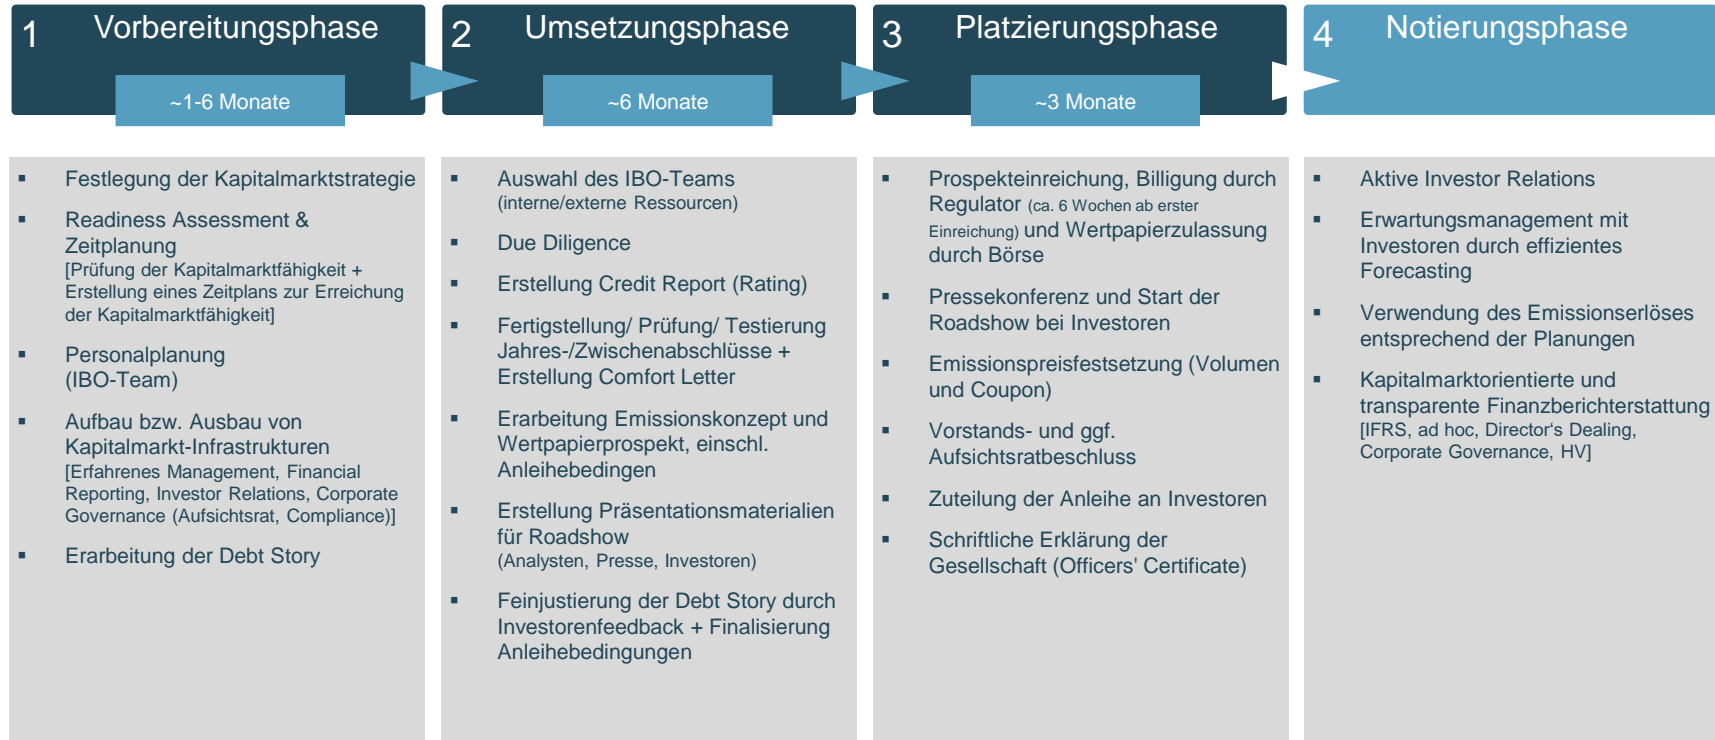 1 Vorbereitungsphase
~1-6 Monate
2 Umsetzungsphase
~6 Monate
3 Platzierungsphase
~3 Monate
4 Notierungsphase
▪ Festlegung der Kapitalmarktstrategie
▪ Readiness Assessment &
Zeitplanung
[Prüfung der Kapitalmarktfähigkeit +
Erstellung eines Zeitplans zur Erreichung
der Kapitalmarktfähigkeit]
▪ Personalplanung
(IBO-Team)
▪ Aufbau bzw. Ausbau von
Kapitalmarkt-Infrastrukturen
[Erfahrenes Management, Financial
Reporting, Investor Relations, Corporate
Governance (Aufsichtsrat, Compliance)]
▪ Erarbeitung der Debt Story
▪ Auswahl des IBO-Teams
(interne/externe Ressourcen)
▪ Due Diligence
▪ Erstellung Credit Report (Rating)
▪ Fertigstellung/ Prüfung/ Testierung
Jahres-/Zwischenabschlüsse +
Erstellung Comfort Letter
▪ Erarbeitung Emissionskonzept und
Wertpapierprospekt, einschl.
Anleihebedingen
▪ Erstellung Präsentationsmaterialien
für Roadshow
(Analysten, Presse, Investoren)
▪ Feinjustierung der Debt Story durch
Investorenfeedback + Finalisierung
Anleihebedingungen
▪ Prospekteinreichung, Billigung durch
Regulator (ca. 6 Wochen ab erster
Einreichung) und Wertpapierzulassung
durch Börse
▪ Pressekonferenz und Start der
Roadshow bei Investoren
▪ Emissionspreisfestsetzung (Volumen
und Coupon)
▪ Vorstands- und ggf.
Aufsichtsratbeschluss
▪ Zuteilung der Anleihe an Investoren
▪ Schriftliche Erklärung der
Gesellschaft (Officers' Certificate)
▪ Aktive Investor Relations
▪ Erwartungsmanagement mit
Investoren durch effizientes
Forecasting
▪ Verwendung des Emissionserlöses
entsprechend der Planungen
▪ Kapitalmarktorientierte und
transparente Finanzberichterstattung
[IFRS, ad hoc, Director‘s Dealing,
Corporate Governance, HV]